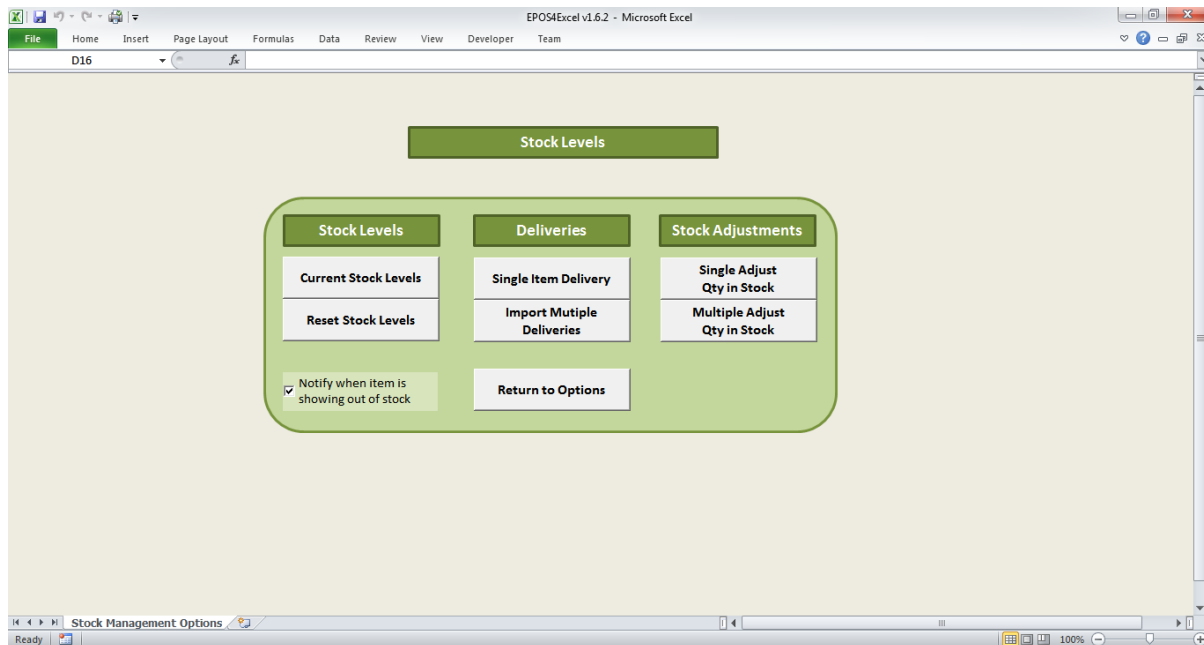 EPOS4Excel v1.6.2 - Microsoft Excel
File Home Insert Page Layout Formulas Data Review View Developer Team
D16 fx
Stock Levels
Stock Levels Deliveries Stock Adjustments
Current Stock Levels
Single Item Delivery
Single Adjust
Qty in Stock
Reset Stock Levels
Import Mutiple
Deliveries
Multiple Adjust
Qty in Stock
Notify when item is
showing out of stock
Return to Options
Stock Management Options
Ready 100%